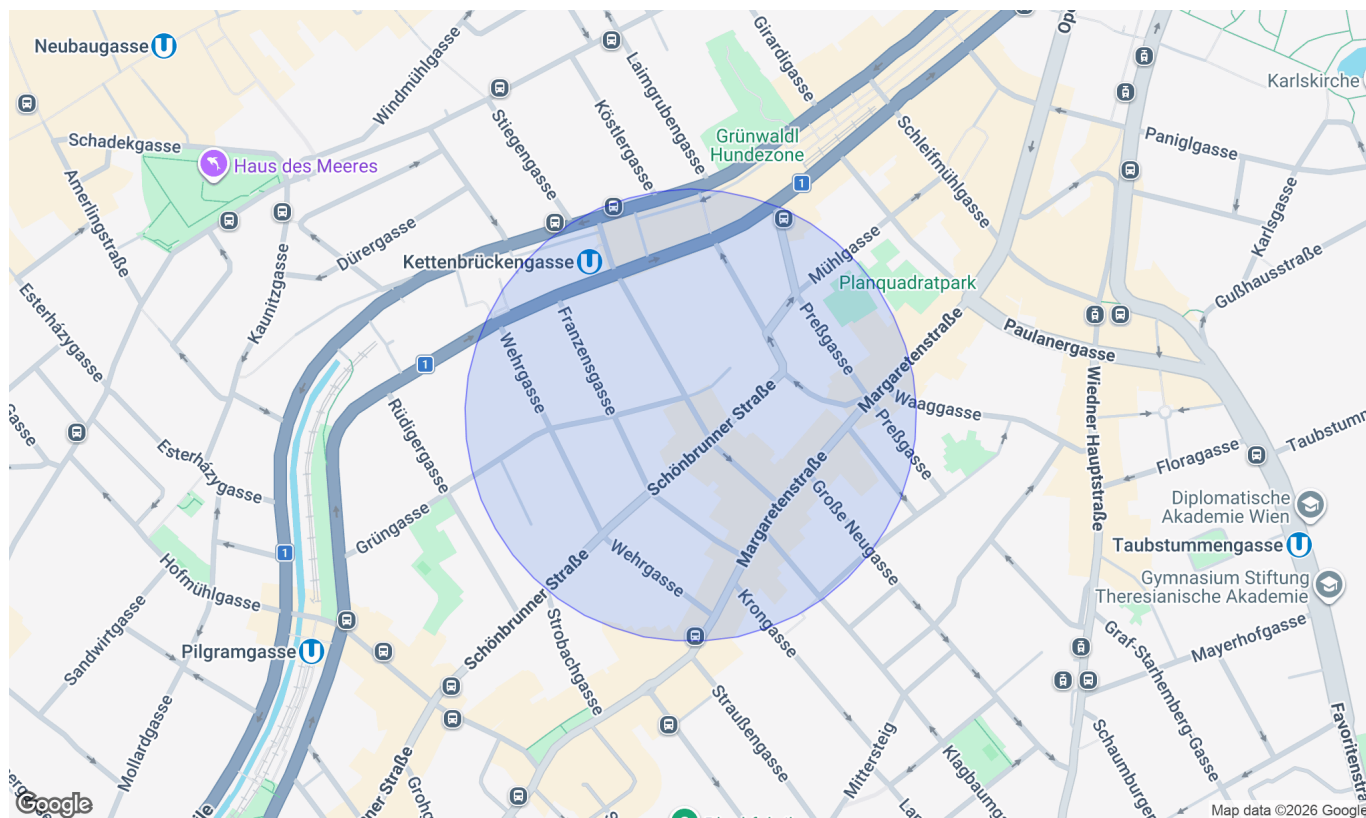 Neubaugasse
Windmühlgasse
Laimgrubengasse
Girardigasse
Karlskirche
Schadekgasse
Stiegengasse
Köstlergasse
Grünwaldl
Hundezone
Schleifmühlgasse
Paniglgasse
Haus des Meeres
1
Amerlingstraße
Dürergasse
Kaunitzgasse
Kettenbrückengasse
Mühlgasse
Planquadratpark
Karlsgasse
Gußhausstraße
Esterházygasse
Franzensgasse
Wehrgasse
Preßgasse
Margaretenstraße
Paulanergasse
1
Rüdigergasse
Schönbrunner Straße
Waaggasse
Preßgasse
Wiedner Hauptstraße
Esterházygasse
Floragasse
Margaretenstraße
Große Neugasse
Diplomatische
Akademie Wien
Grüngasse
1
Wehrgasse
Taubstummengasse
Hofmühlgasse
Schönbrunner Straße
Krongasse
Gymnasium Stiftung
Theresianische Akademie
Sandwirtgasse
Pilgramgasse
Strobachgasse
Graf-Starhemberg-Gasse
Mayerhofgasse
Mollardgasse
Straußengasse
Mittersteig
Google
Map data ©2026 Google